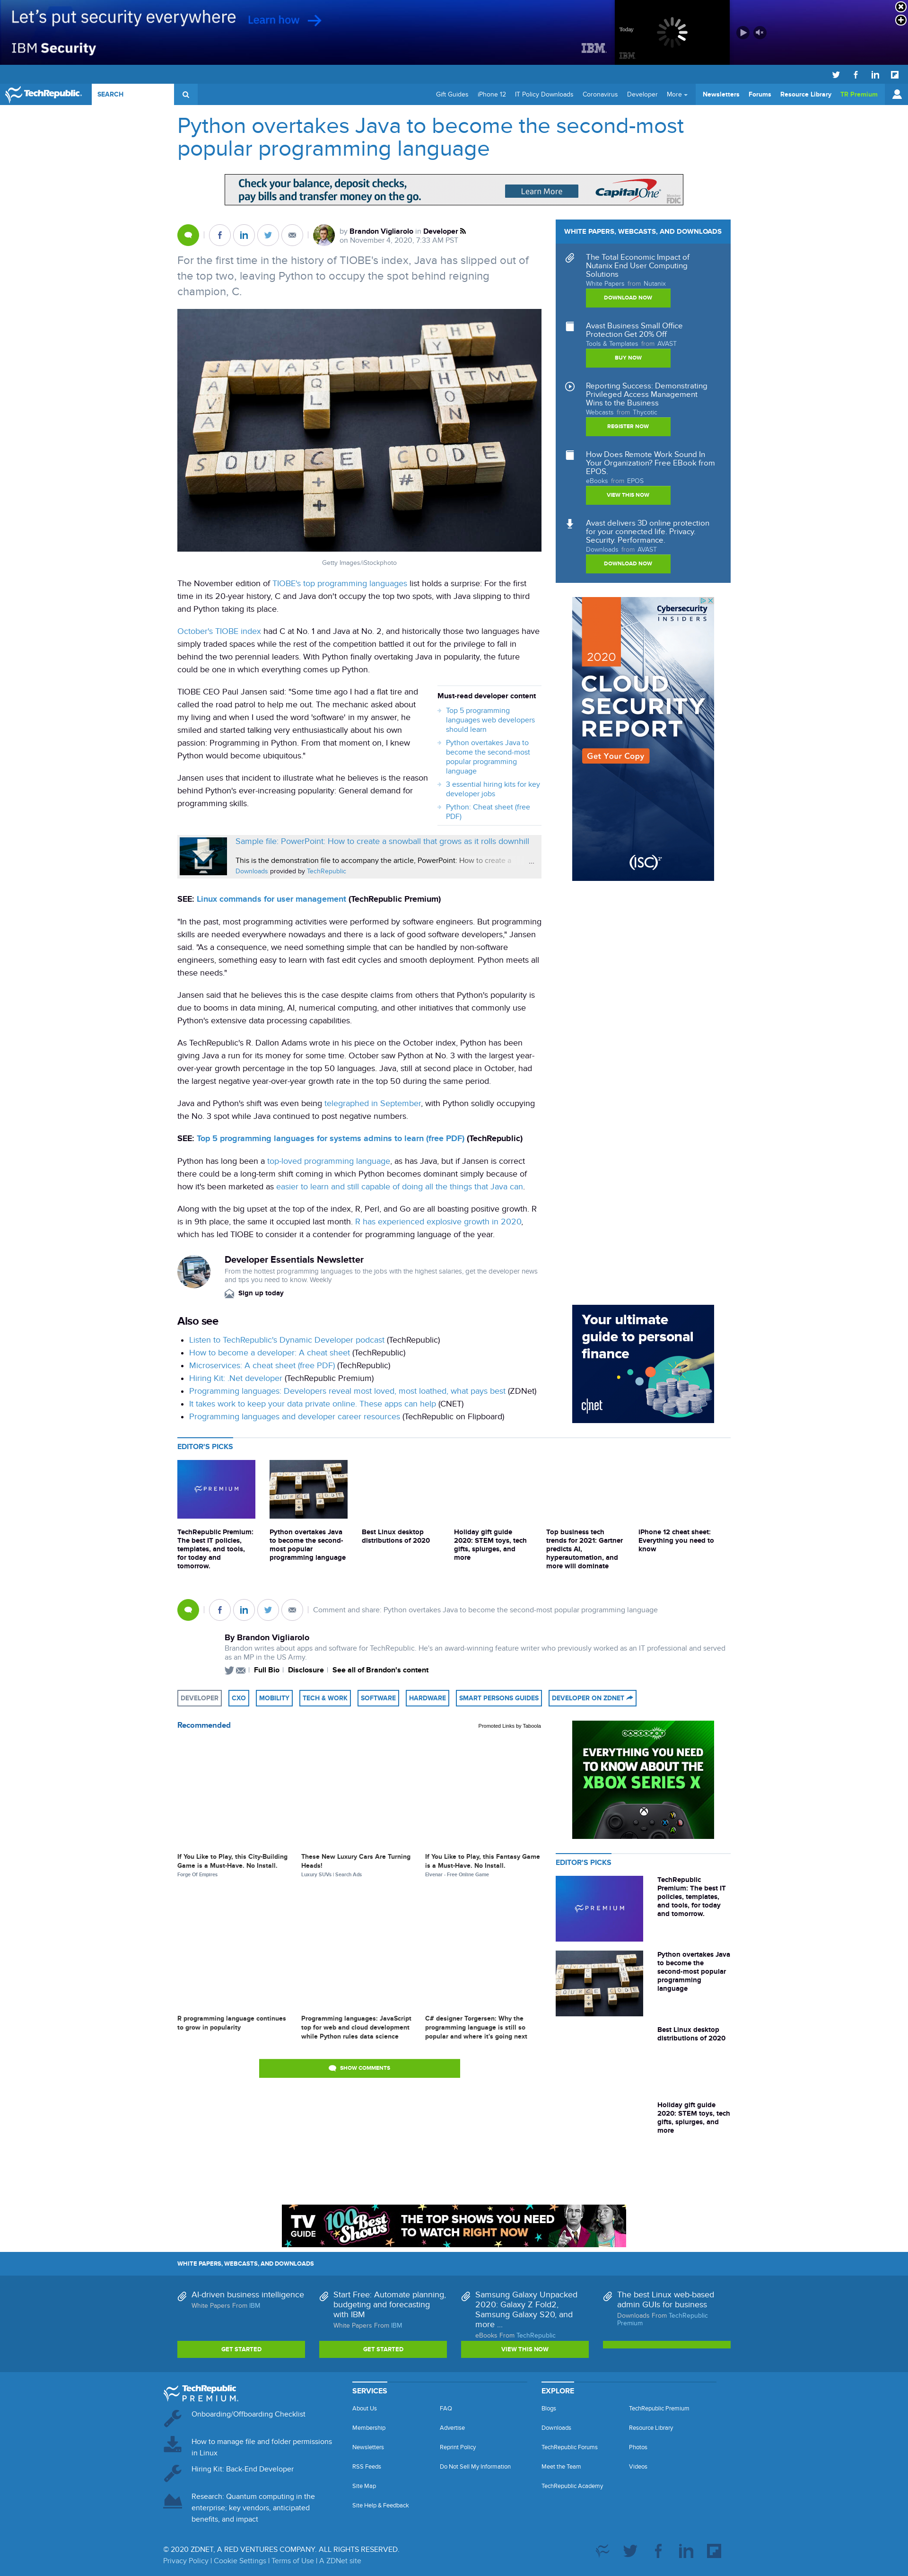 Let's put security everywhere Learn how
IBM Security
IBM
Today
IBM
TechRepublic.
SEARCH
Gift Guides iPhone 12 IT Policy Downloads Coronavirus Developer More
Newsletters Forums Resource Library TR Premium
Python overtakes Java to become the second-most
popular programming language
Check your balance, deposit checks,
pay bills and transfer money on the go.
Learn More
Capital One
FDIC
by Brandon Vigliarolo in Developer
on November 4, 2020, 7:33 AM PST
For the first time in the history of TIOBE's index, Java has slipped out of
the top two, leaving Python to occupy the spot behind reigning
champion, C.
JAVA
SQL
PYTHON
SOURCE CODE
C++
C#
Getty Images/iStockphoto
The November edition of TIOBE's top programming languages list holds a surprise: For the first
time in its 20-year history, C and Java don't occupy the top two spots, with Java slipping to third
and Python taking its place.
October's TIOBE index had C at No. 1 and Java at No. 2, and historically those two languages have
simply traded spaces while the rest of the competition battled it out for the privilege to fall in
behind the two perennial leaders. With Python finally overtaking Java in popularity, the future
could be one in which everything comes up Python.
TIOBE CEO Paul Jansen said: "Some time ago I had a flat tire and
called the road patrol to help me out. The mechanic asked about
my living and when I used the word 'software' in my answer, he
smiled and started talking very enthusiastically about his own
passion: Programming in Python. From that moment on, I knew
Python would become ubiquitous."
Jansen uses that incident to illustrate what he believes is the reason
behind Python's ever-increasing popularity: General demand for
programming skills.
Must-read developer content
Top 5 programming
languages web developers
should learn
Python overtakes Java to
become the second-most
popular programming
language
3 essential hiring kits for key
developer jobs
Python: Cheat sheet (free
PDF)
Sample file: PowerPoint: How to create a snowball that grows as it rolls downhill
This is the demonstration file to accompany the article, PowerPoint: How to create a ...
Downloads provided by TechRepublic
SEE: Linux commands for user management (TechRepublic Premium)
"In the past, most programming activities were performed by software engineers. But programming
skills are needed everywhere nowadays and there is a lack of good software developers," Jansen
said. "As a consequence, we need something simple that can be handled by non-software
engineers, something easy to learn with fast edit cycles and smooth deployment. Python meets all
these needs."
Jansen said that he believes this is the case despite claims from others that Python's popularity is
due to booms in data mining, AI, numerical computing, and other initiatives that commonly use
Python's extensive data processing capabilities.
As TechRepublic's R. Dallon Adams wrote in his piece on the October index, Python has been
giving Java a run for its money for some time. October saw Python at No. 3 with the largest year-
over-year growth percentage in the top 50 languages. Java, still at second place in October, had
the largest negative year-over-year growth rate in the top 50 during the same period.
Java and Python's shift was even being telegraphed in September, with Python solidly occupying
the No. 3 spot while Java continued to post negative numbers.
SEE: Top 5 programming languages for systems admins to learn (free PDF) (TechRepublic)
Python has long been a top-loved programming language, as has Java, but if Jansen is correct
there could be a long-term shift coming in which Python becomes dominant simply because of
how it's been marketed as easier to learn and still capable of doing all the things that Java can.
Along with the big upset at the top of the index, R, Perl, and Go are all boasting positive growth. R
is in 9th place, the same it occupied last month. R has experienced explosive growth in 2020,
which has led TIOBE to consider it a contender for programming language of the year.
Developer Essentials Newsletter
From the hottest programming languages to the jobs with the highest salaries, get the developer news
and tips you need to know. Weekly
Sign up today
Also see
Listen to TechRepublic's Dynamic Developer podcast (TechRepublic)
How to become a developer: A cheat sheet (TechRepublic)
Microservices: A cheat sheet (free PDF) (TechRepublic)
Hiring Kit: .Net developer (TechRepublic Premium)
Programming languages: Developers reveal most loved, most loathed, what pays best (ZDNet)
It takes work to keep your data private online. These apps can help (CNET)
Programming languages and developer career resources (TechRepublic on Flipboard)
WHITE PAPERS, WEBCASTS, AND DOWNLOADS
The Total Economic Impact of
Nutanix End User Computing
Solutions
White Papers from Nutanix
DOWNLOAD NOW
Avast Business Small Office
Protection Get 20% Off
Tools & Templates from AVAST
BUY NOW
Reporting Success: Demonstrating
Privileged Access Management
Wins to the Business
Webcasts from Thycotic
REGISTER NOW
How Does Remote Work Sound In
Your Organization? Free EBook from
EPOS.
eBooks from EPOS
VIEW THIS NOW
Avast delivers 3D online protection
for your connected life. Privacy.
Security. Performance.
Downloads from AVAST
DOWNLOAD NOW
Cybersecurity
INSIDERS
2020
CLOUD
SECURITY
REPORT
Get Your Copy
(ISC)²
Your ultimate
guide to personal
finance
c|net
EDITOR'S PICKS
PREMIUM
TechRepublic Premium:
The best IT policies,
templates, and tools,
for today and
tomorrow.
Python overtakes Java
to become the second-
most popular
programming language
Best Linux desktop
distributions of 2020
Holiday gift guide
2020: STEM toys, tech
gifts, splurges, and
more
Top business tech
trends for 2021: Gartner
predicts AI,
hyperautomation, and
more will dominate
iPhone 12 cheat sheet:
Everything you need to
know
Comment and share: Python overtakes Java to become the second-most popular programming language
By Brandon Vigliarolo
Brandon writes about apps and software for TechRepublic. He's an award-winning feature writer who previously worked as an IT professional and served
as an MP in the US Army.
Full Bio Disclosure See all of Brandon's content
DEVELOPER CXO MOBILITY TECH & WORK SOFTWARE HARDWARE SMART PERSONS GUIDES DEVELOPER ON ZDNET
Recommended
Promoted Links by Taboola
If You Like to Play, this City-Building
Game is a Must-Have. No Install.
Forge Of Empires
These New Luxury Cars Are Turning
Heads!
Luxury SUVs | Search Ads
If You Like to Play, this Fantasy Game
is a Must-Have. No Install.
Elvenar - Free Online Game
R programming language continues
to grow in popularity
Programming languages: JavaScript
top for web and cloud development
while Python rules data science
C# designer Torgersen: Why the
programming language is still so
popular and where it's going next
SHOW COMMENTS
EVERYTHING YOU NEED
TO KNOW ABOUT THE
XBOX SERIES X
EDITOR'S PICKS
PREMIUM
TechRepublic
Premium: The best IT
policies, templates,
and tools, for today
and tomorrow.
Python overtakes Java
to become the
second-most popular
programming
language
Best Linux desktop
distributions of 2020
Holiday gift guide
2020: STEM toys, tech
gifts, splurges, and
more
TV
GUIDE
100 Best
Shows
THE TOP SHOWS YOU NEED
TO WATCH RIGHT NOW
WHITE PAPERS, WEBCASTS, AND DOWNLOADS
AI-driven business intelligence
White Papers From IBM
GET STARTED
Start Free: Automate planning,
budgeting and forecasting
with IBM
White Papers From IBM
GET STARTED
Samsung Galaxy Unpacked
2020: Galaxy Z Fold2,
Samsung Galaxy S20, and
more ...
eBooks From TechRepublic
VIEW THIS NOW
The best Linux web-based
admin GUIs for business
Downloads From TechRepublic
Premium
TechRepublic
PREMIUM.
Onboarding/Offboarding Checklist
How to manage file and folder permissions
in Linux
Hiring Kit: Back-End Developer
Research: Quantum computing in the
enterprise; key vendors, anticipated
benefits, and impact
SERVICES
About Us
Membership
Newsletters
RSS Feeds
Site Map
Site Help & Feedback
FAQ
Advertise
Reprint Policy
Do Not Sell My Information
EXPLORE
Blogs
Downloads
TechRepublic Forums
Meet the Team
TechRepublic Academy
TechRepublic Premium
Resource Library
Photos
Videos
© 2020 ZDNET, A RED VENTURES COMPANY. ALL RIGHTS RESERVED.
Privacy Policy | Cookie Settings | Terms of Use | A ZDNet site